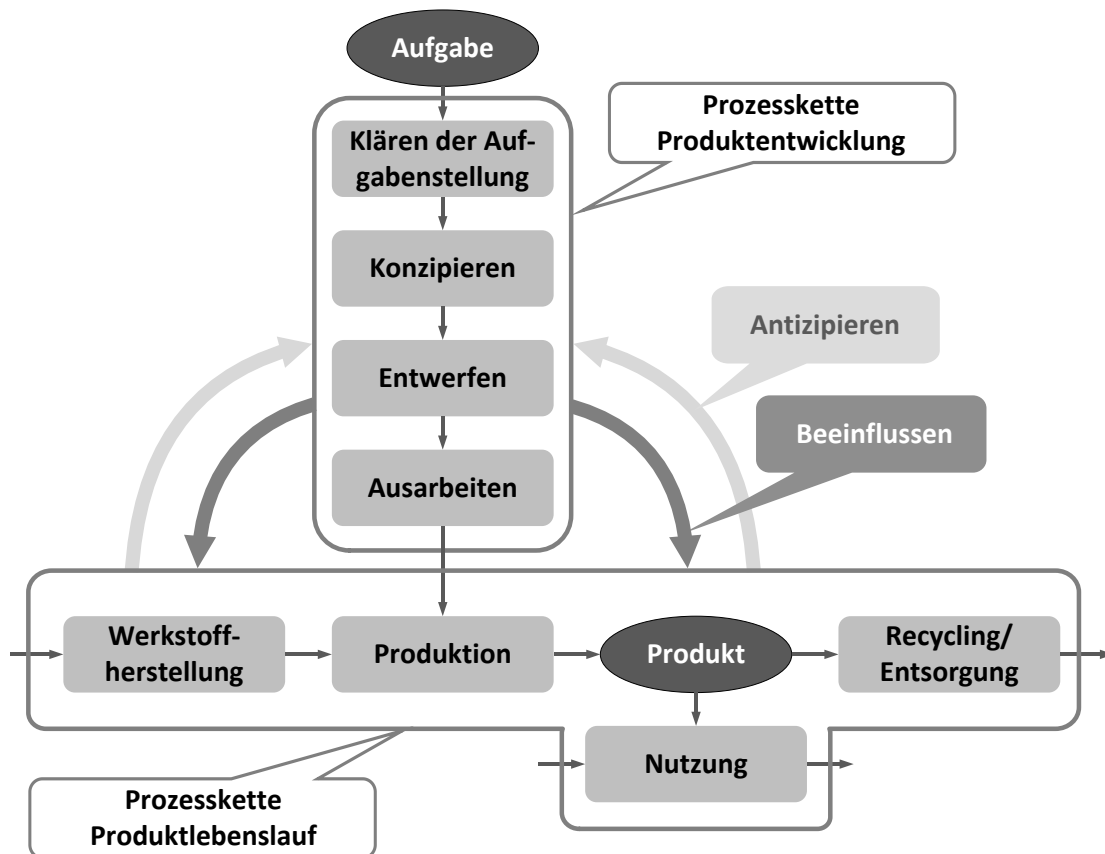 Aufgabe
Prozesskette
Produktentwicklung
Klären der Auf-
gabenstellung
Konzipieren
Antizipieren
Entwerfen
Beeinflussen
Ausarbeiten
Werkstoff-
herstellung
Produktion
Produkt
Recycling/
Entsorgung
Nutzung
Prozesskette
Produktlebenslauf